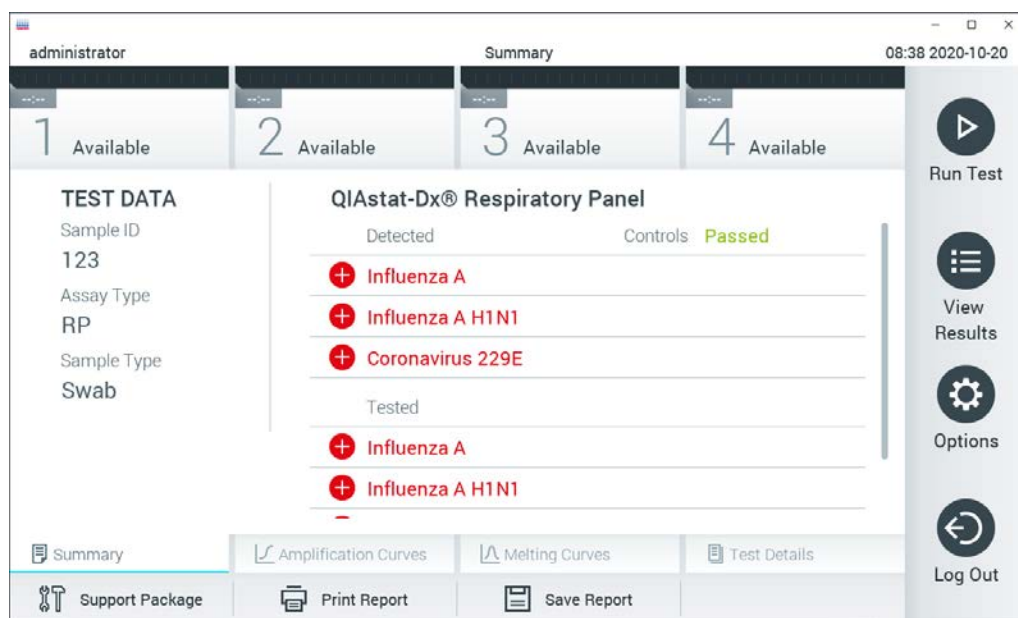 administrator Summary 08:38 2020-10-20
--:-- --:-- --:-- --:--
1 Available 2 Available 3 Available 4 Available
Run Test
TEST DATA
Sample ID
123
Assay Type
RP
Sample Type
Swab
QIAstat-Dx® Respiratory Panel
Detected Controls Passed
Influenza A
Influenza A H1N1
Coronavirus 229E
Tested
Influenza A
Influenza A H1N1
View
Results
Options
Log Out
Summary Amplification Curves Melting Curves Test Details
Support Package Print Report Save Report